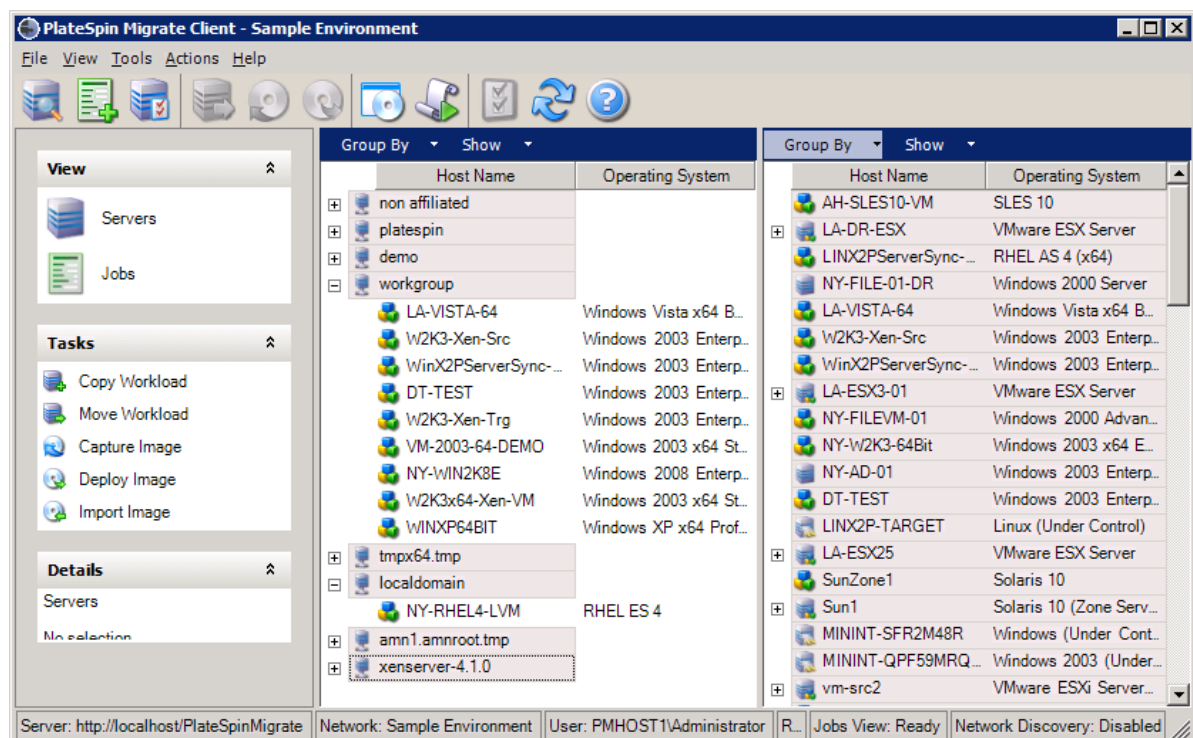 PlateSpin Migrate Client - Sample Environment
File View Tools Actions Help
View
Servers
Jobs
Tasks
Copy Workload
Move Workload
Capture Image
Deploy Image
Import Image
Details
Servers
No selection
Group By Show
Host Name Operating System
non affiliated
platespin
demo
workgroup
LA-VISTA-64 Windows Vista x64 B...
W2K3-Xen-Src Windows 2003 Enterp...
WinX2PServerSync-... Windows 2003 Enterp...
DT-TEST Windows 2003 Enterp...
W2K3-Xen-Trg Windows 2003 Enterp...
VM-2003-64-DEMO Windows 2003 x64 St...
NY-WIN2K8E Windows 2008 Enterp...
W2K3x64-Xen-VM Windows 2003 x64 St...
WINXP64BIT Windows XP x64 Prof...
tmpx64.tmp
localdomain
NY-RHEL4-LVM RHEL ES 4
amn1.amnroot.tmp
xenserver-4.1.0
Group By Show
Host Name Operating System
AH-SLES10-VM SLES 10
LA-DR-ESX VMware ESX Server
LINX2PServerSync-... RHEL AS 4 (x64)
NY-FILE-01-DR Windows 2000 Server
LA-VISTA-64 Windows Vista x64 B...
W2K3-Xen-Src Windows 2003 Enterp...
WinX2PServerSync-... Windows 2003 Enterp...
LA-ESX3-01 VMware ESX Server
NY-FILEVM-01 Windows 2000 Advan...
NY-W2K3-64Bit Windows 2003 x64 E...
NY-AD-01 Windows 2003 Enterp...
DT-TEST Windows 2003 Enterp...
LINX2P-TARGET Linux (Under Control)
LA-ESX25 VMware ESX Server
SunZone1 Solaris 10
Sun1 Solaris 10 (Zone Serv...
MININT-SFR2M48R Windows (Under Cont...
MININT-QPF59MRQ... Windows 2003 (Under...
vm-src2 VMware ESXi Server...
Server: http://localhost/PlateSpinMigrate Network: Sample Environment User: PMHOST1\Administrator R... Jobs View: Ready Network Discovery: Disabled